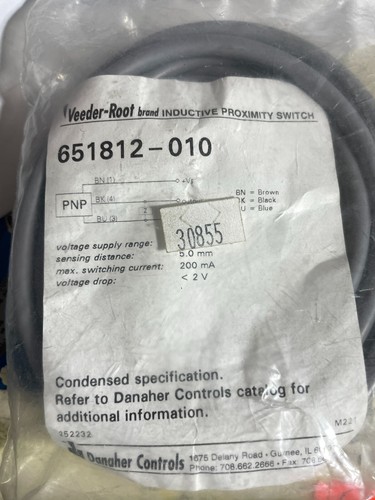 Veeder-Root brand INDUCTIVE PROXIMITY SWITCH
651812-010
BN (1)
+V
PNP
BK (4)
BU (3)
BN = Brown
BK = Black
BU = Blue
30855
voltage supply range:
sensing distance: 5.0 mm
max. switching current: 200 mA
voltage drop: < 2 V
Condensed specification.
Refer to Danaher Controls catalog for
additional information.
952232
Danaher Controls
1675 Delany Road • Gurnee, IL
Phone: 708.662.2666 • Fax: